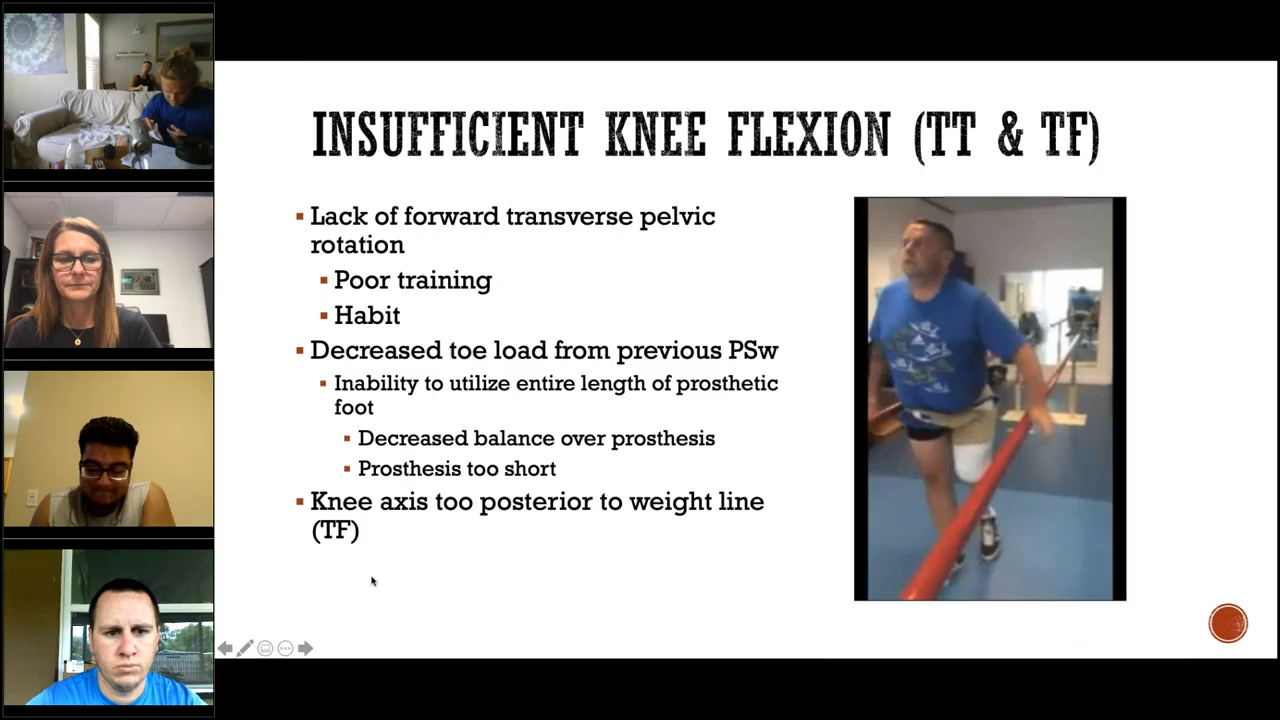 INSUFFICIENT KNEE FLEXION (TT & TF)
Lack of forward transverse pelvic
rotation
Poor training
Habit
Decreased toe load from previous PSw
Inability to utilize entire length of prosthetic
foot
Decreased balance over prosthesis
Prosthesis too short
Knee axis too posterior to weight line
(TF)